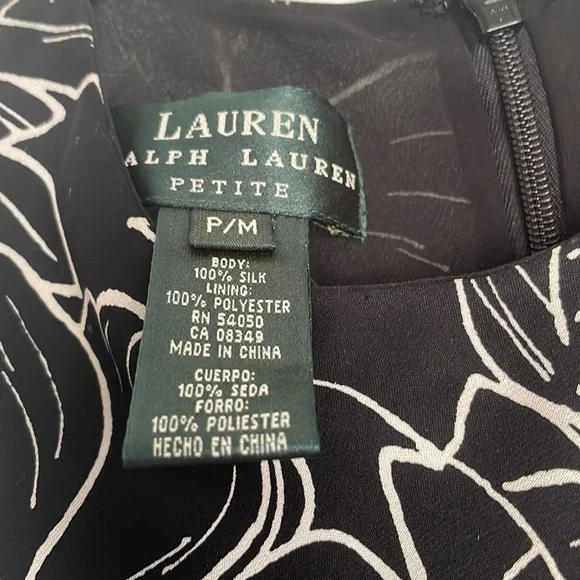 LAUREN
ALPH LAUREN
PETITE
P/M
BODY:
100% SILK
LINING:
100% POLYESTER
RN 54050
CA 08349
MADE IN CHINA
CUERPO:
100% SEDA
FORRO:
100% POLIESTER
HECHO EN CHINA